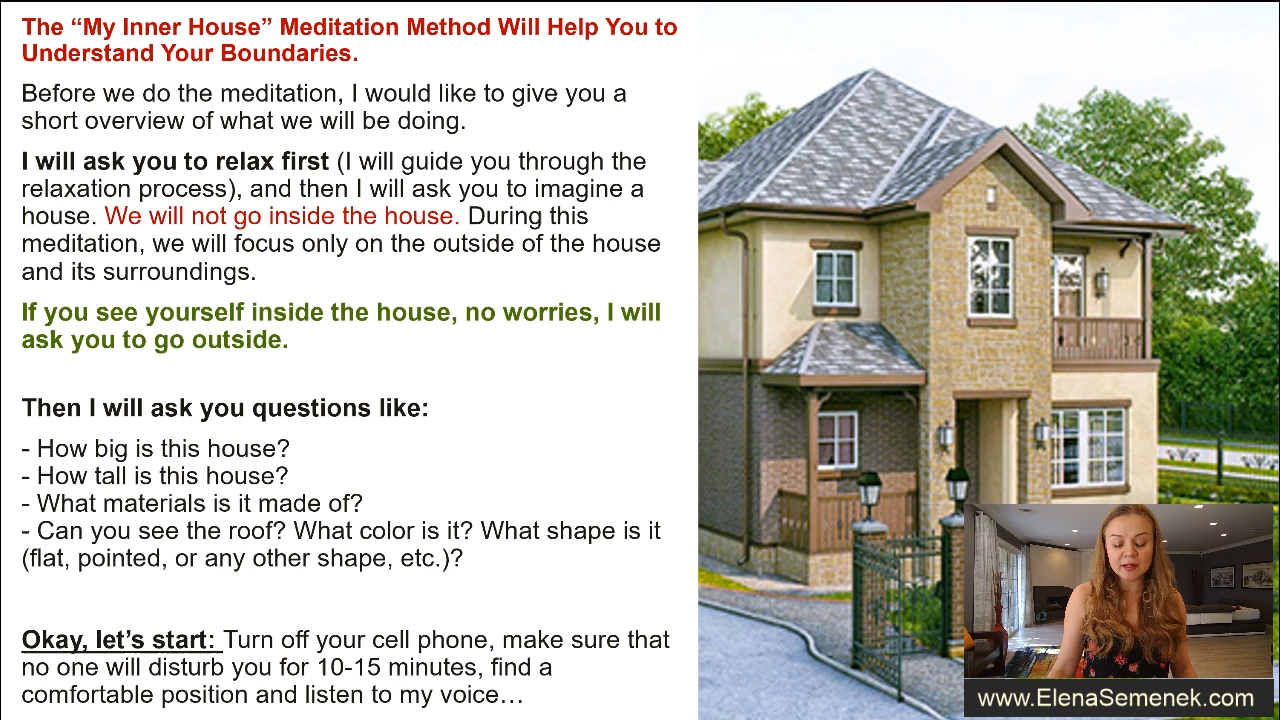 The “My Inner House” Meditation Method Will Help You to
Understand Your Boundaries.
Before we do the meditation, I would like to give you a
short overview of what we will be doing.
I will ask you to relax first (I will guide you through the
relaxation process), and then I will ask you to imagine a
house. We will not go inside the house. During this
meditation, we will focus only on the outside of the house
and its surroundings.
If you see yourself inside the house, no worries, I will
ask you to go outside.
Then I will ask you questions like:
- How big is this house?
- How tall is this house?
- What materials is it made of?
- Can you see the roof? What color is it? What shape is it
(flat, pointed, or any other shape, etc.)?
Okay, let’s start: Turn off your cell phone, make sure that
no one will disturb you for 10-15 minutes, find a
comfortable position and listen to my voice…
www.ElenaSemenek.com